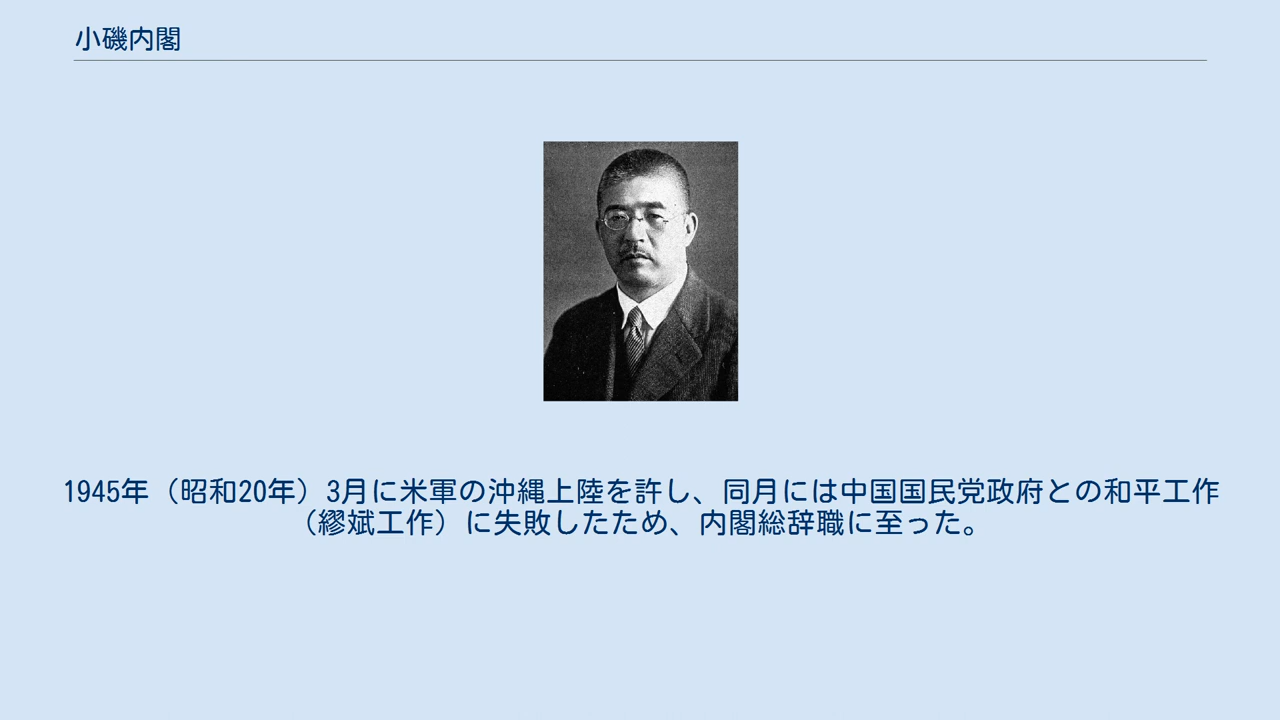 小磯内閣
1945年（昭和20年）3月に米軍の沖縄上陸を許し、同月には中国国民党政府との和平工作
（繆斌工作）に失敗したため、内閣総辞職に至った。